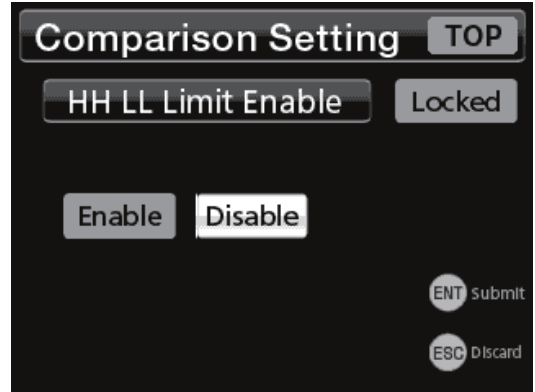 Comparison Setting TOP
HH LL Limit Enable Locked
Enable Disable
ENT Submit
ESC Discard